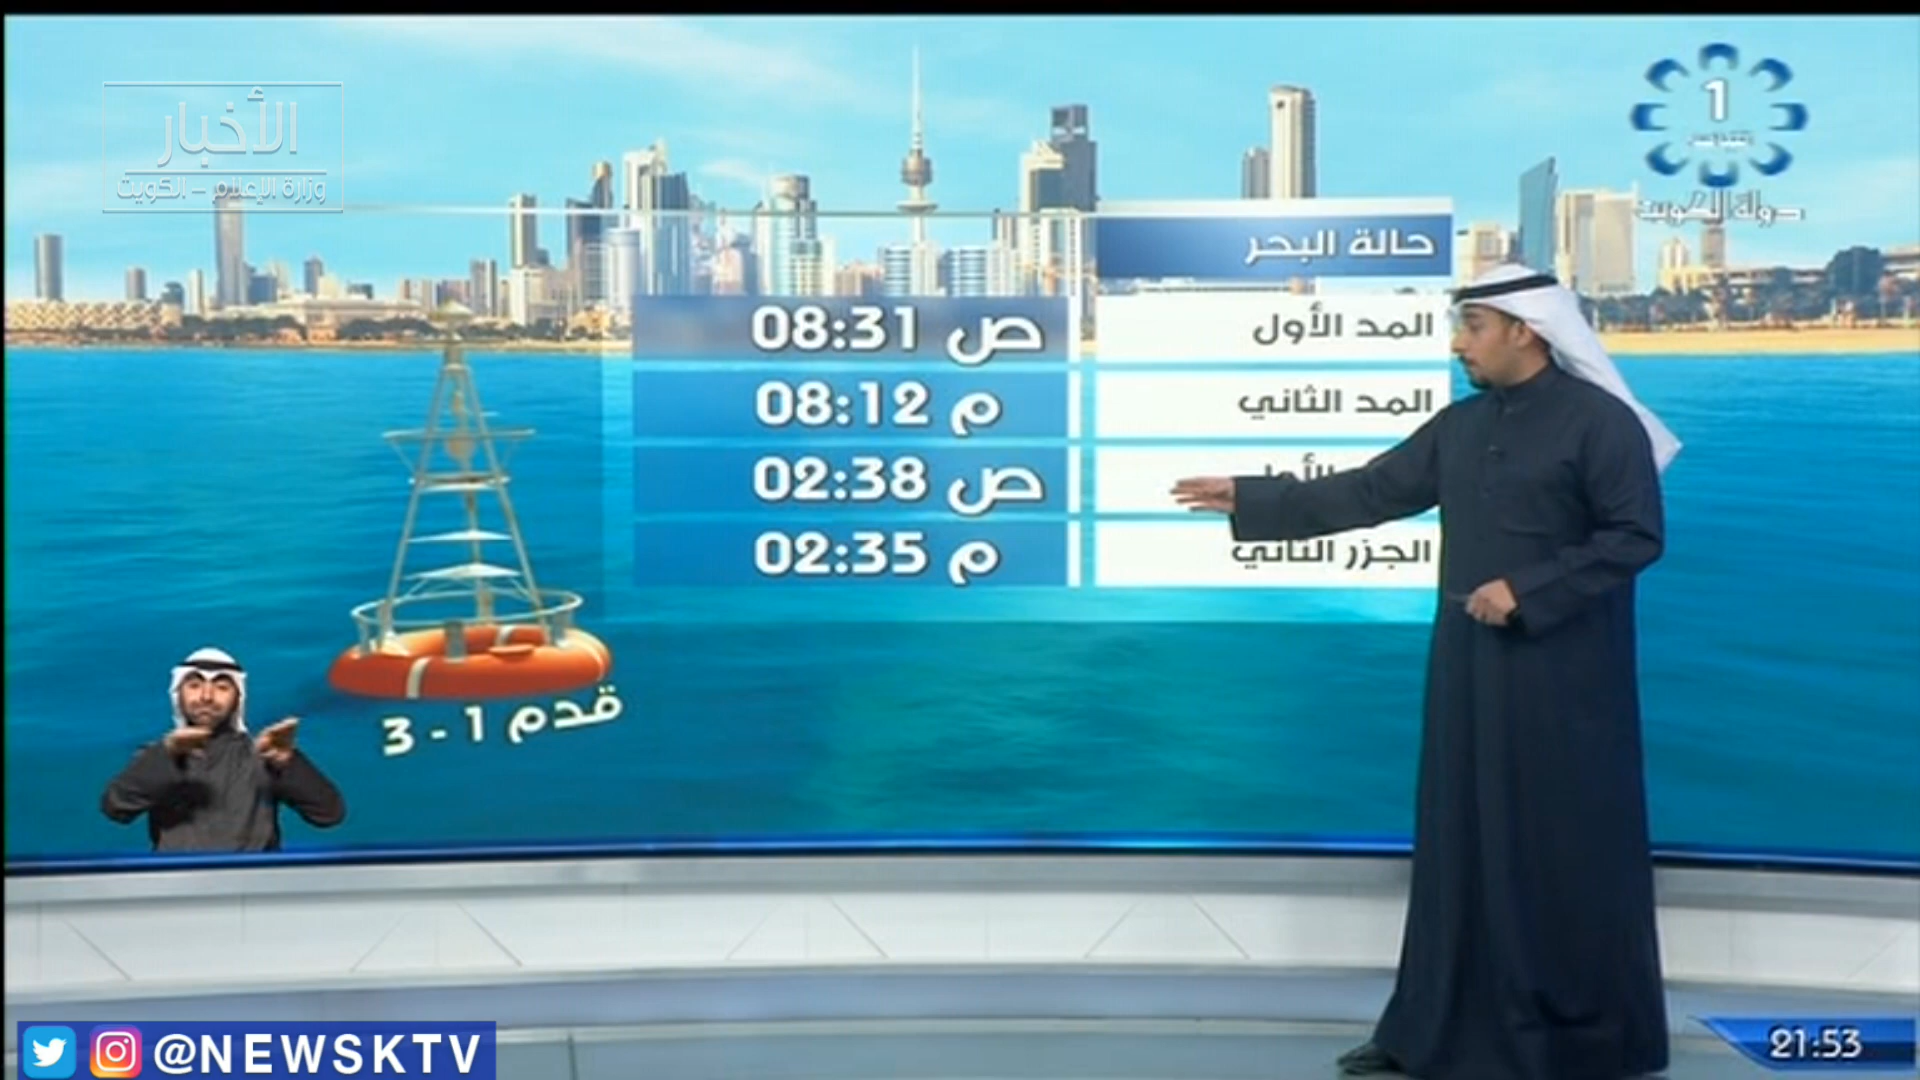 الأخبار
وزارة الإعلام – الكويت
1
دولة الكويت
حالة البحر
المد الأول
08:31 ص
المد الثاني
08:12 م
الأول
02:38 ص
الجزر الثاني
02:35 م
قدم 1 - 3
@NEWSKTV
21:53